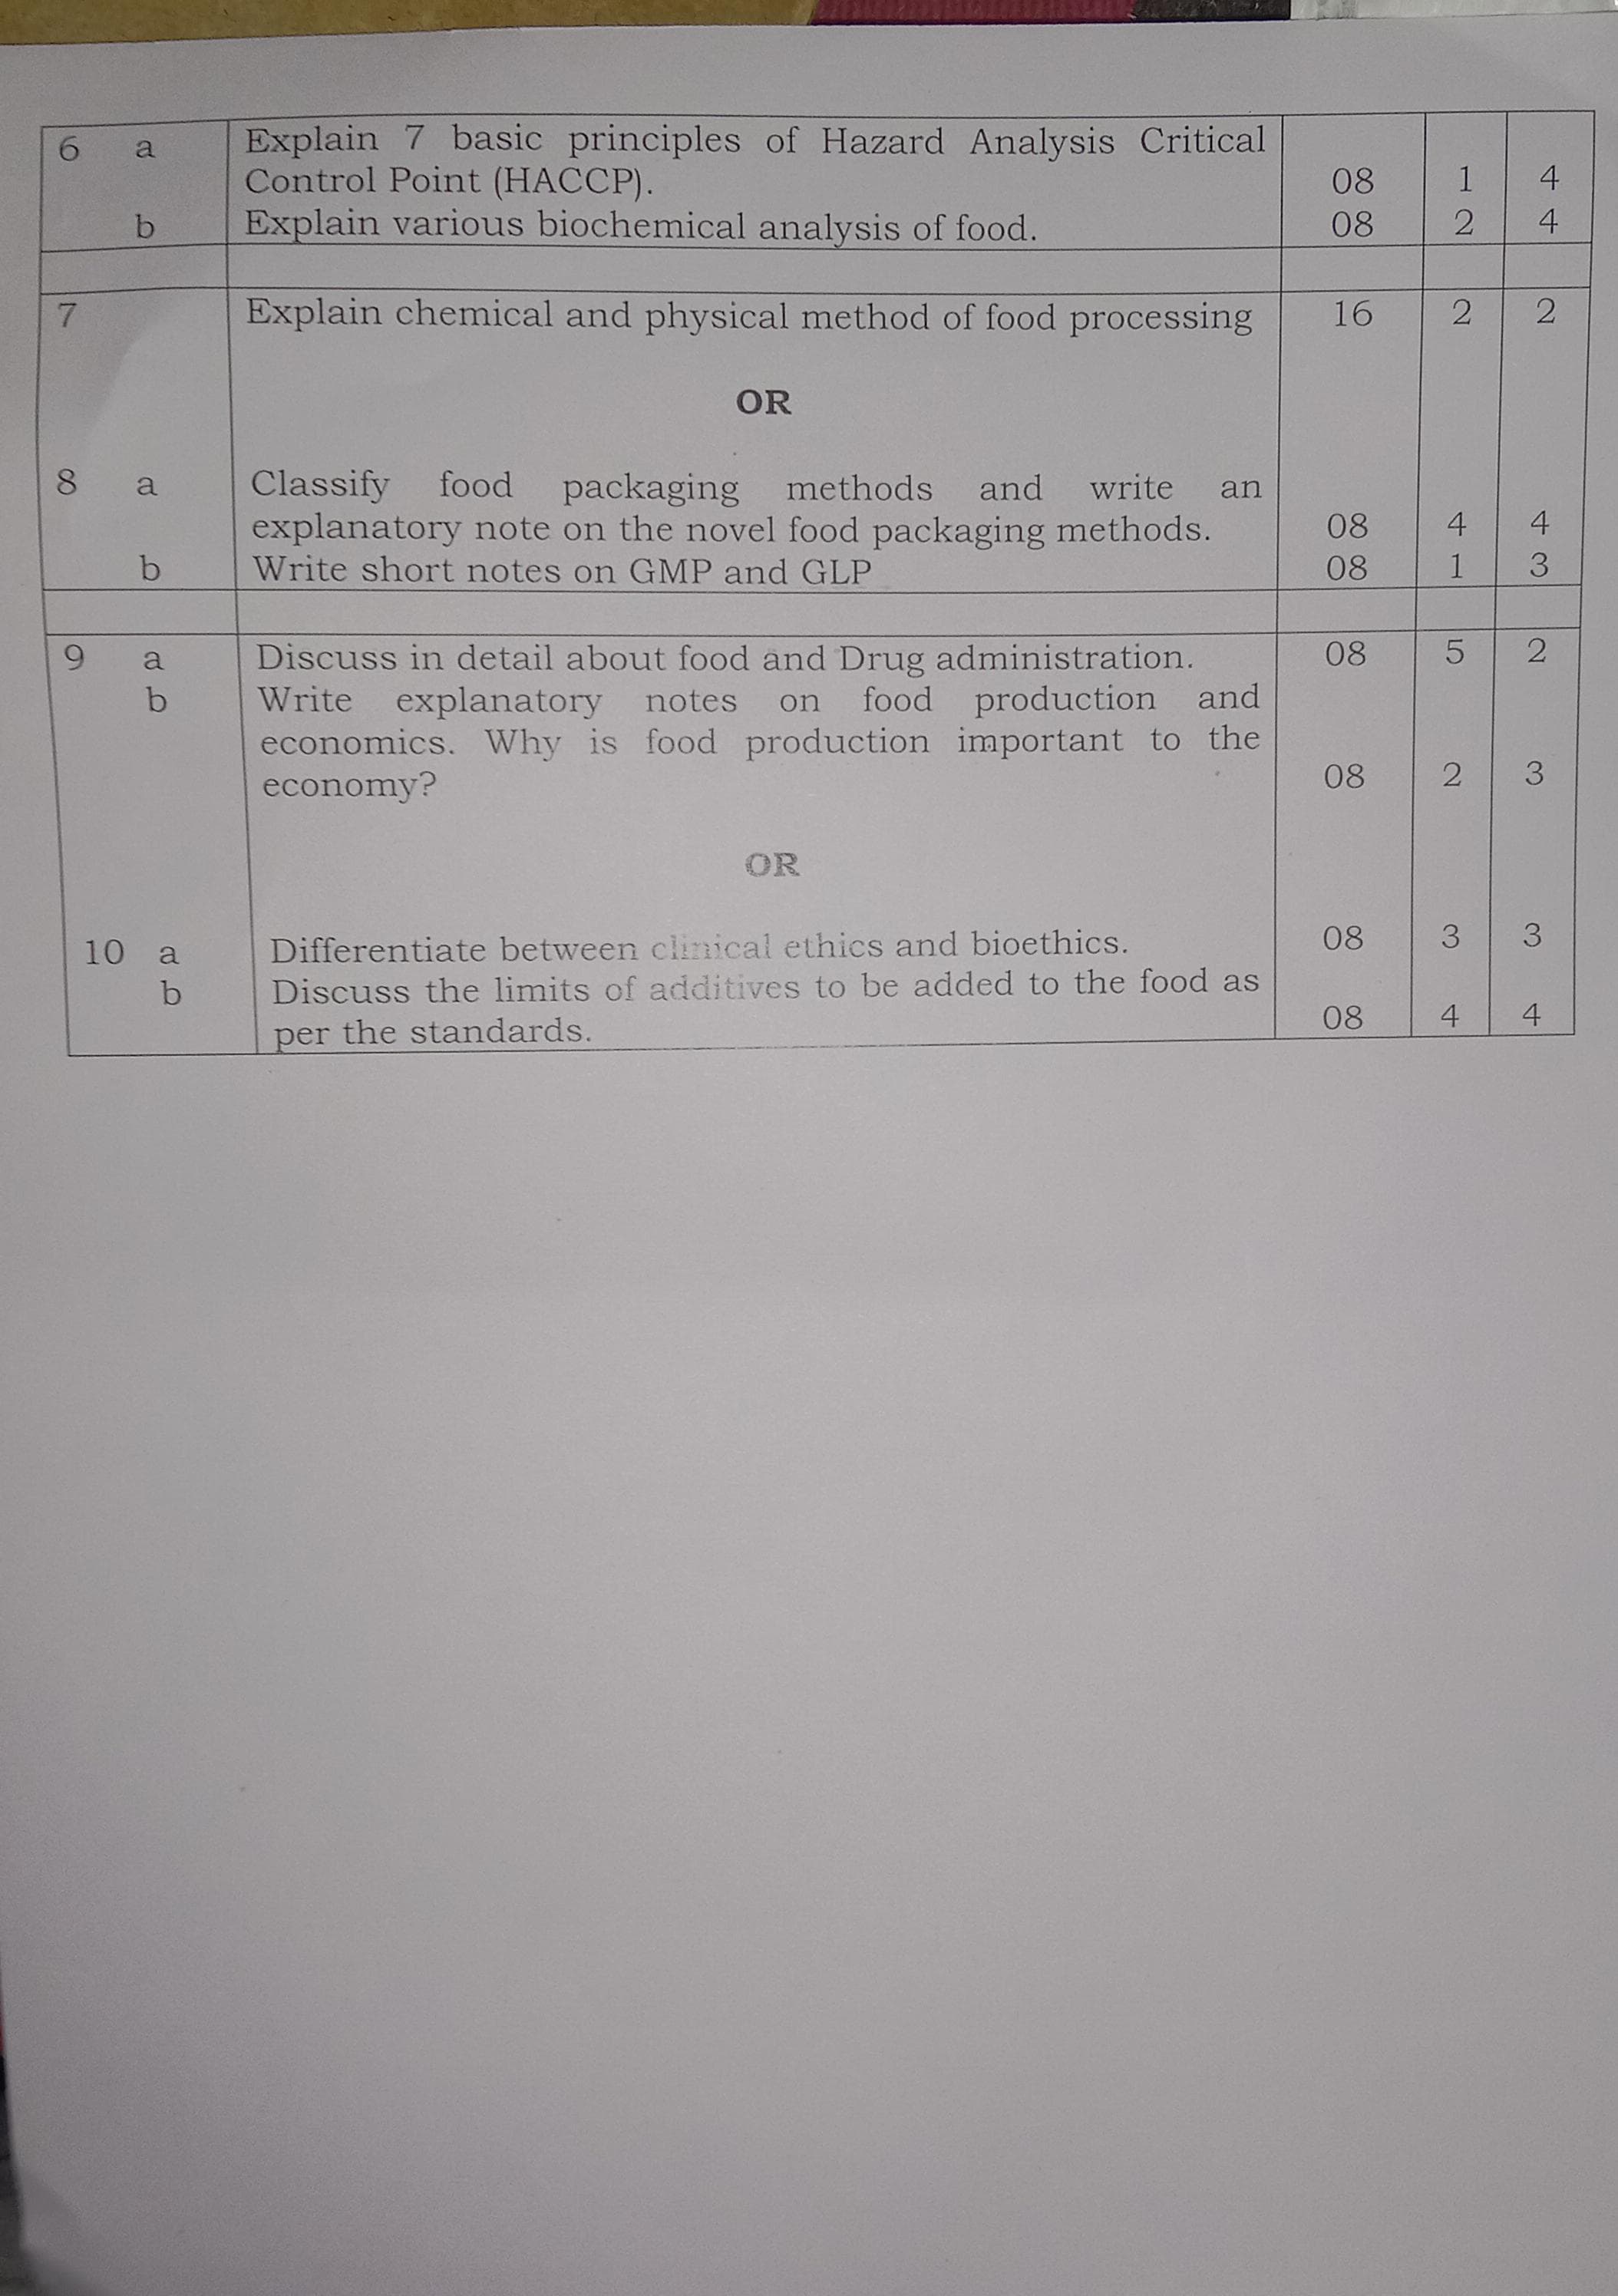 6 a Explain 7 basic principles of Hazard Analysis Critical
Control Point (HACCP). 08 1 4
b Explain various biochemical analysis of food. 08 2 4
7 Explain chemical and physical method of food processing 16 2 2
OR
8 a Classify food packaging methods and write an
explanatory note on the novel food packaging methods. 08 4 4
b Write short notes on GMP and GLP 08 1 3
9 a Discuss in detail about food and Drug administration. 08 5 2
b Write explanatory notes on food production and
economics. Why is food production important to the
economy? 08 2 3
OR
10 a Differentiate between clinical ethics and bioethics. 08 3 3
b Discuss the limits of additives to be added to the food as
per the standards. 08 4 4